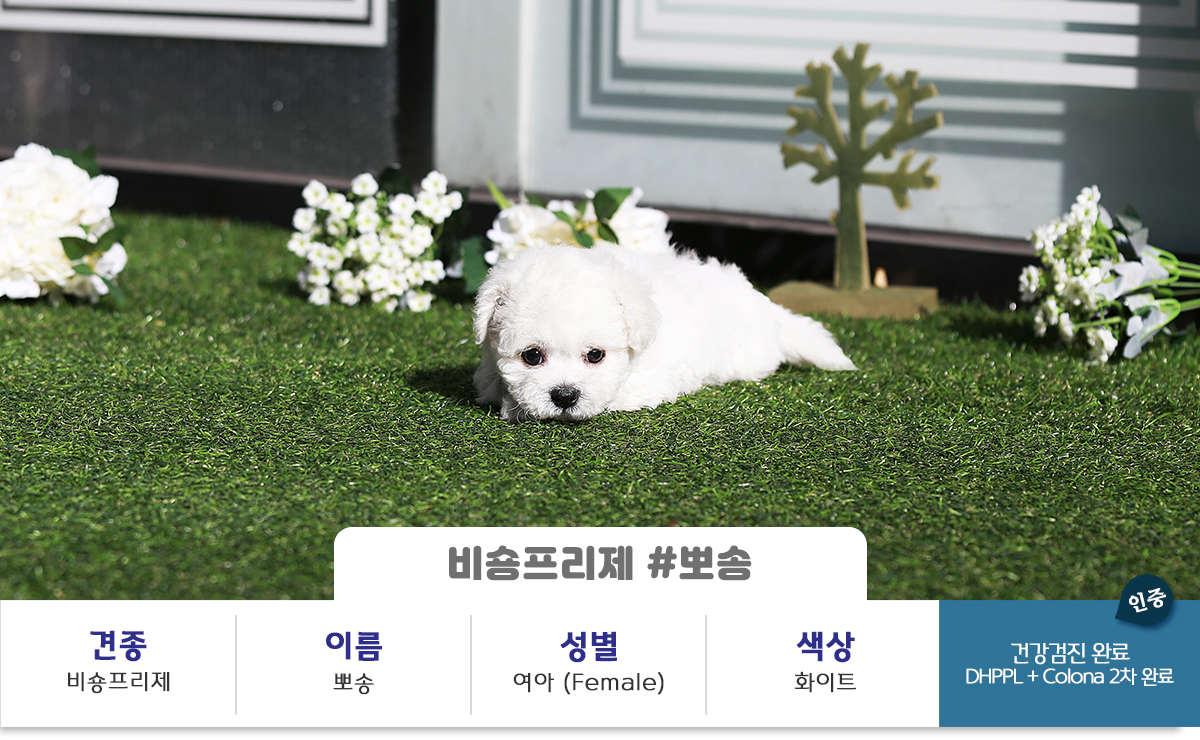 비숑프리제 #뽀송
견종
비숑프리제
이름
뽀송
성별
여아 (Female)
색상
화이트
인증
건강검진 완료
DHPPL + Colona 2차 완료